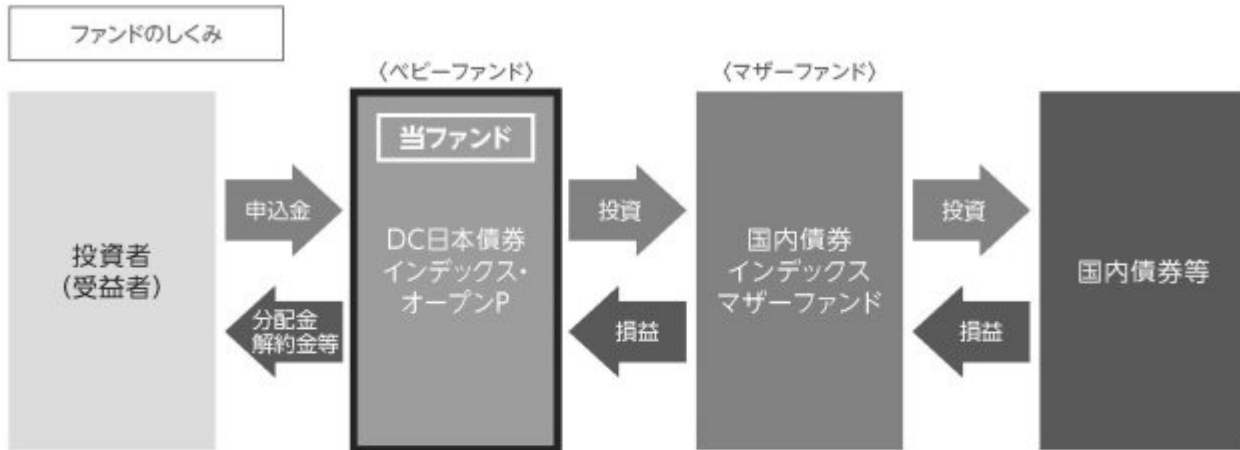 ファンドのしくみ
〈ベビーファンド〉
〈マザーファンド〉
投資者
(受益者)
申込金
分配金
解約金等
当ファンド
DC日本債券
インデックス・
オープンP
投資
損益
国内債券
インデックス
マザーファンド
投資
損益
国内債券等